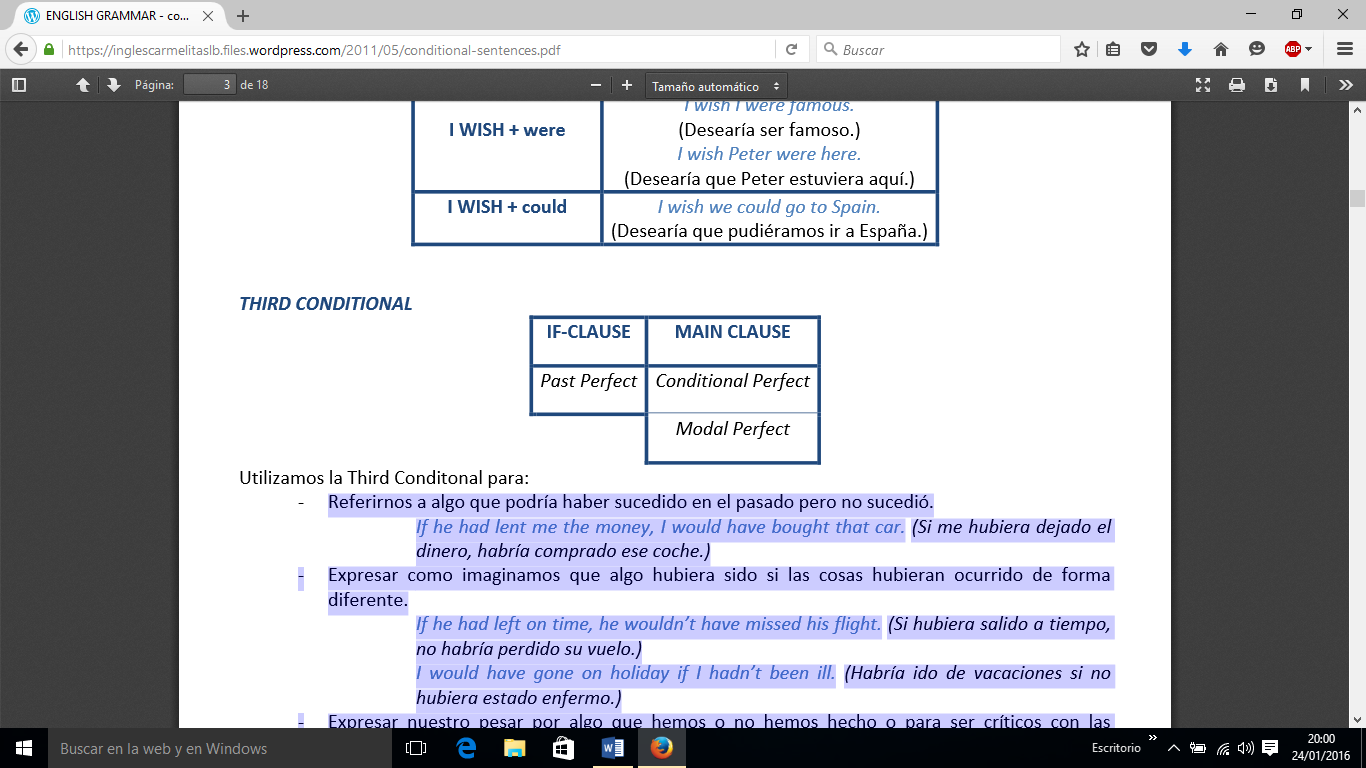 ENGLISH GRAMMAR - co...
https://inglescarmelitaslb.files.wordpress.com/2011/05/conditional-sentences.pdf
Buscar
ABP
Página: 3 de 18
Tamaño automático
I wish I were famous.
I WISH + were
(Desearía ser famoso.)
I wish Peter were here.
(Desearía que Peter estuviera aquí.)
I WISH + could
I wish we could go to Spain.
(Desearía que pudiéramos ir a España.)
THIRD CONDITIONAL
IF-CLAUSE MAIN CLAUSE
Past Perfect Conditional Perfect
Modal Perfect
Utilizamos la Third Conditonal para:
- Referirnos a algo que podría haber sucedido en el pasado pero no sucedió.
If he had lent me the money, I would have bought that car. (Si me hubiera dejado el
dinero, habría comprado ese coche.)
- Expresar como imaginamos que algo hubiera sido si las cosas hubieran ocurrido de forma
diferente.
If he had left on time, he wouldn't have missed his flight. (Si hubiera salido a tiempo,
no habría perdido su vuelo.)
I would have gone on holiday if I hadn't been ill. (Habría ido de vacaciones si no
hubiera estado enfermo.)
- Expresar nuestro pesar por algo que hemos o no hemos hecho o para ser críticos con las
Buscar en la web y en Windows
Escritorio
20:00
24/01/2016